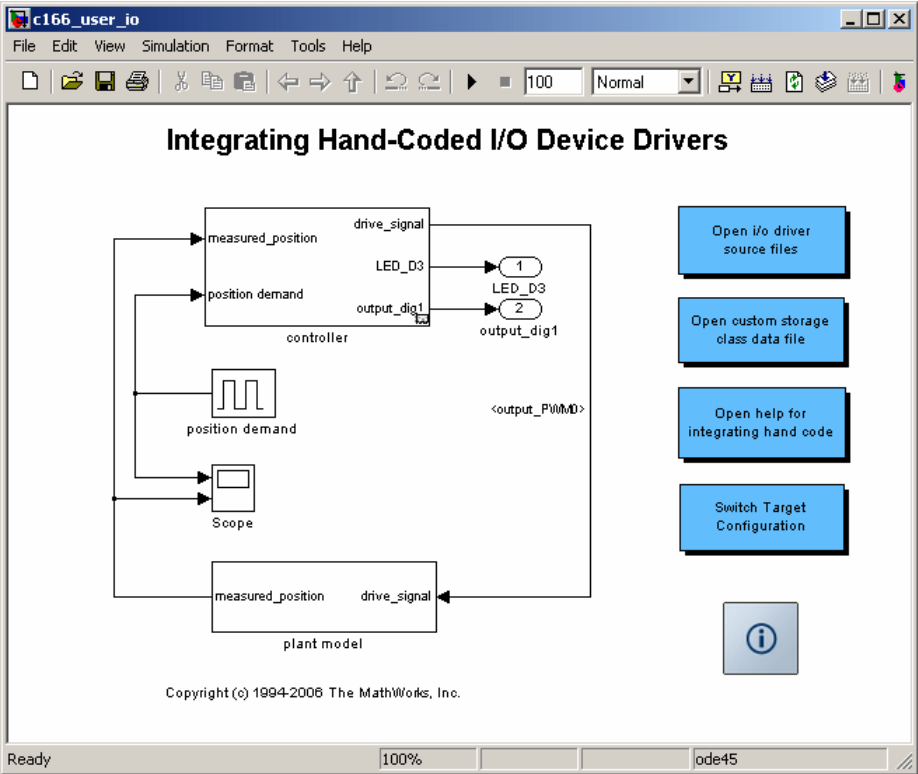 c166_user_io
File Edit View Simulation Format Tools Help
100 Normal
Integrating Hand-Coded I/O Device Drivers
measured_position
position demand
drive_signal
LED_D3
output_dig1
controller
1
LED_D3
2
output_dig1
<output_PWM0>
position demand
Scope
measured_position
drive_signal
plant model
Open i/o driver
source files
Open custom storage
class data file
Open help for
integrating hand code
Switch Target
Configuration
Copyright (c) 1994-2006 The MathWorks, Inc.
Ready 100% ode45